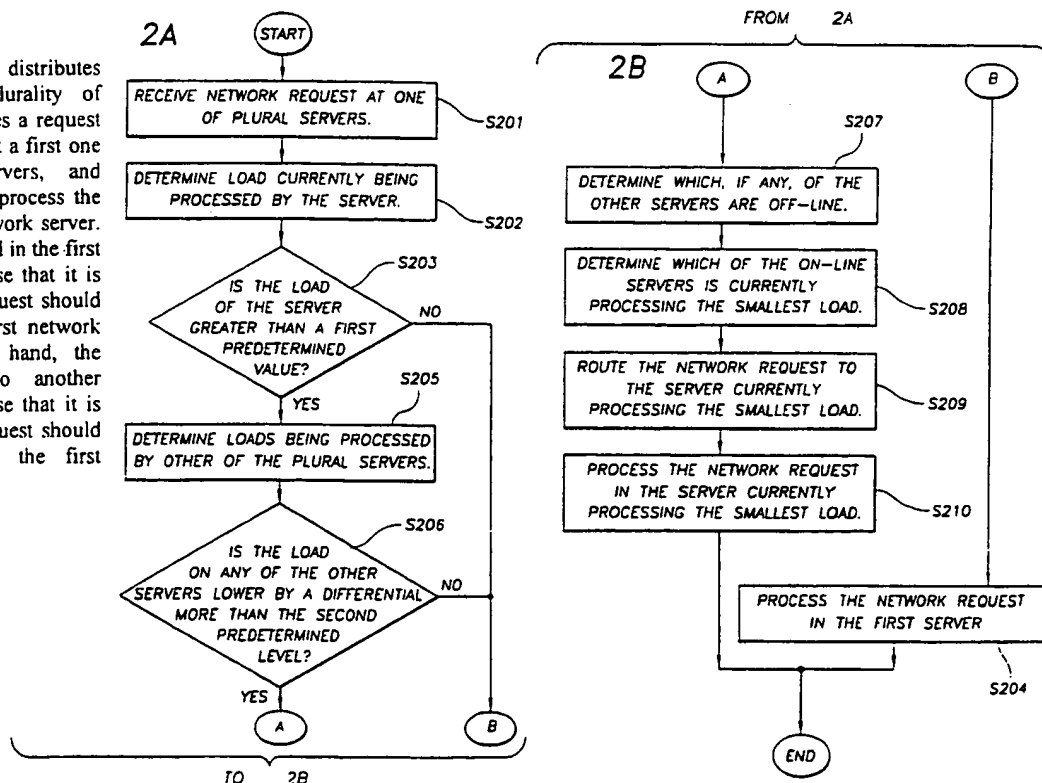 distributes
lurality of
es a request
k a first one
rvers, and
process the
work server.
d in the first
se that it is
quest should
rst network
hand, the
o another
se that it is
uest should
the first
2A
START
RECEIVE NETWORK REQUEST AT ONE
OF PLURAL SERVERS.
S201
DETERMINE LOAD CURRENTLY BEING
PROCESSED BY THE SERVER.
S202
S203
IS THE LOAD
OF THE SERVER
GREATER THAN A FIRST
PREDETERMINED
VALUE?
NO
YES
S205
DETERMINE LOADS BEING PROCESSED
BY OTHER OF THE PLURAL SERVERS.
S206
IS THE LOAD
ON ANY OF THE OTHER
SERVERS LOWER BY A DIFFERENTIAL
MORE THAN THE SECOND
PREDETERMINED
LEVEL?
NO
YES
A
B
TO 2B
FROM 2A
2B
A
B
S207
DETERMINE WHICH, IF ANY, OF THE
OTHER SERVERS ARE OFF-LINE.
DETERMINE WHICH OF THE ON-LINE
SERVERS IS CURRENTLY
PROCESSING THE SMALLEST LOAD.
S208
ROUTE THE NETWORK REQUEST TO
THE SERVER CURRENTLY
PROCESSING THE SMALLEST LOAD.
S209
PROCESS THE NETWORK REQUEST
IN THE SERVER CURRENTLY
PROCESSING THE SMALLEST LOAD.
S210
PROCESS THE NETWORK REQUEST
IN THE FIRST SERVER
S204
END